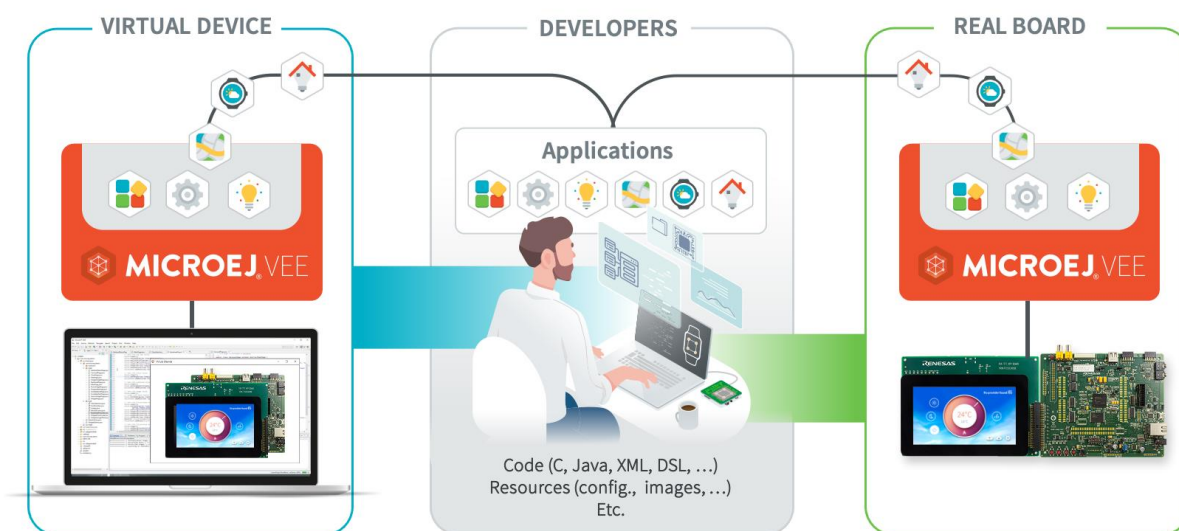 VIRTUAL DEVICE
DEVELOPERS
REAL BOARD
Applications
MICROEJ® VEE
MICROEJ® VEE
RENESAS
24°C
RENESAS
24°C
Code (C, Java, XML, DSL, ...)
Resources (config., images, ...)
Etc.